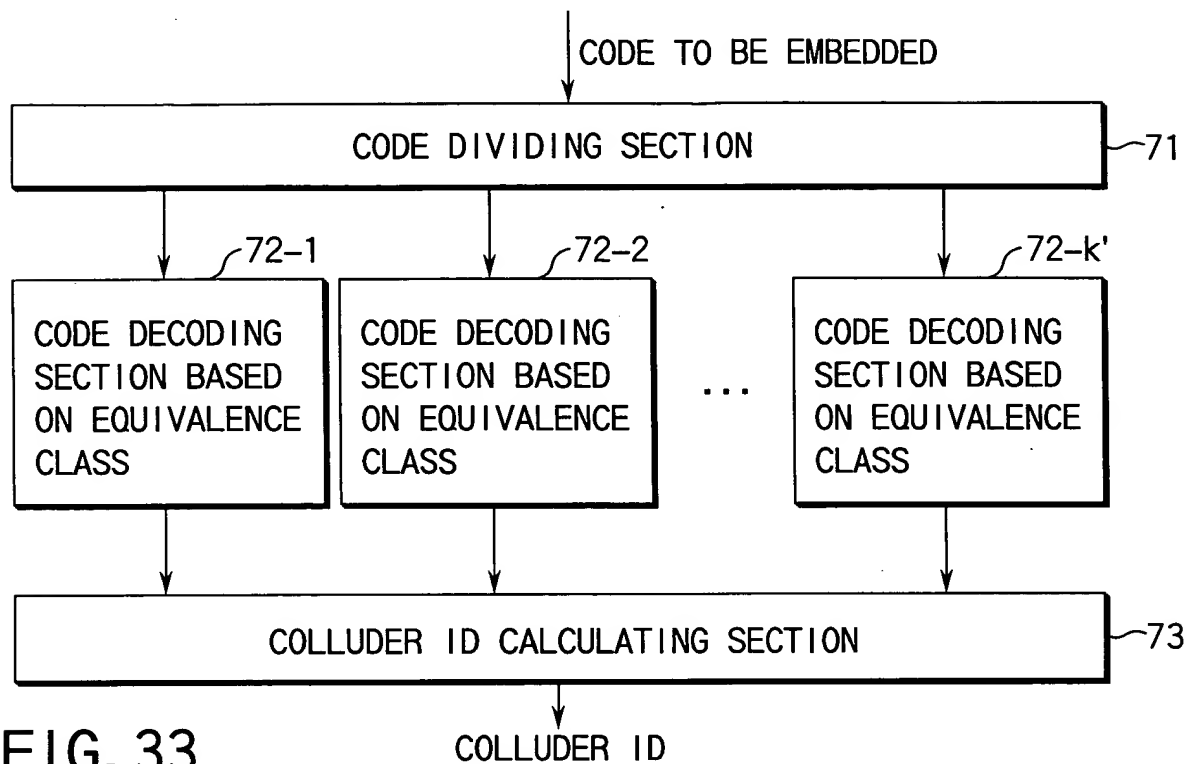 CODE TO BE EMBEDDED
CODE DIVIDING SECTION
71
72-1
72-2
72-k'
CODE DECODING
SECTION BASED
ON EQUIVALENCE
CLASS
CODE DECODING
SECTION BASED
ON EQUIVALENCE
CLASS
...
CODE DECODING
SECTION BASED
ON EQUIVALENCE
CLASS
COLLUDER ID CALCULATING SECTION
73
COLLUDER ID
FIG. 33